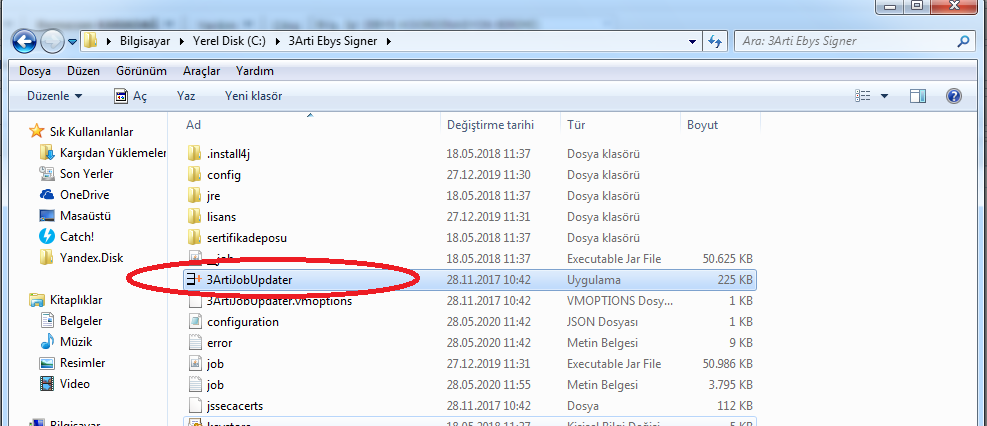 Bilgisayar Yerel Disk (C:) 3Arti Ebys Signer
Ara: 3Arti Ebys Signer
Dosya Düzen Görünüm Araçlar Yardım
Düzenle Aç Yaz Yeni klasör
Sık Kullanılanlar
Karşıdan Yüklemeler
Son Yerler
OneDrive
Masaüstü
Catch!
Yandex.Disk
Kitaplıklar
Belgeler
Müzik
Resimler
Video
Bilgisayar
Ad Değiştirme tarihi Tür Boyut
.install4j 18.05.2018 11:37 Dosya klasörü
config 27.12.2019 11:30 Dosya klasörü
jre 18.05.2018 11:37 Dosya klasörü
lisans 27.12.2019 11:31 Dosya klasörü
sertifikadeposu 18.05.2018 11:37 Dosya klasörü
_job 18.05.2018 11:37 Executable Jar File 50.625 KB
3ArtiJobUpdater 28.11.2017 10:42 Uygulama 225 KB
3ArtiJobUpdater.vmoptions 28.11.2017 10:42 VMOPTIONS Dosy... 1 KB
configuration 28.05.2020 11:42 JSON Dosyası 1 KB
error 28.05.2020 11:42 Metin Belgesi 9 KB
job 27.12.2019 11:31 Executable Jar File 50.986 KB
job 28.05.2020 11:55 Metin Belgesi 3.795 KB
jssecacerts 28.11.2017 10:42 Dosya 112 KB
keystore 28.05.2020 11:42 Kişisel Bilgi Değişi... 5 KB